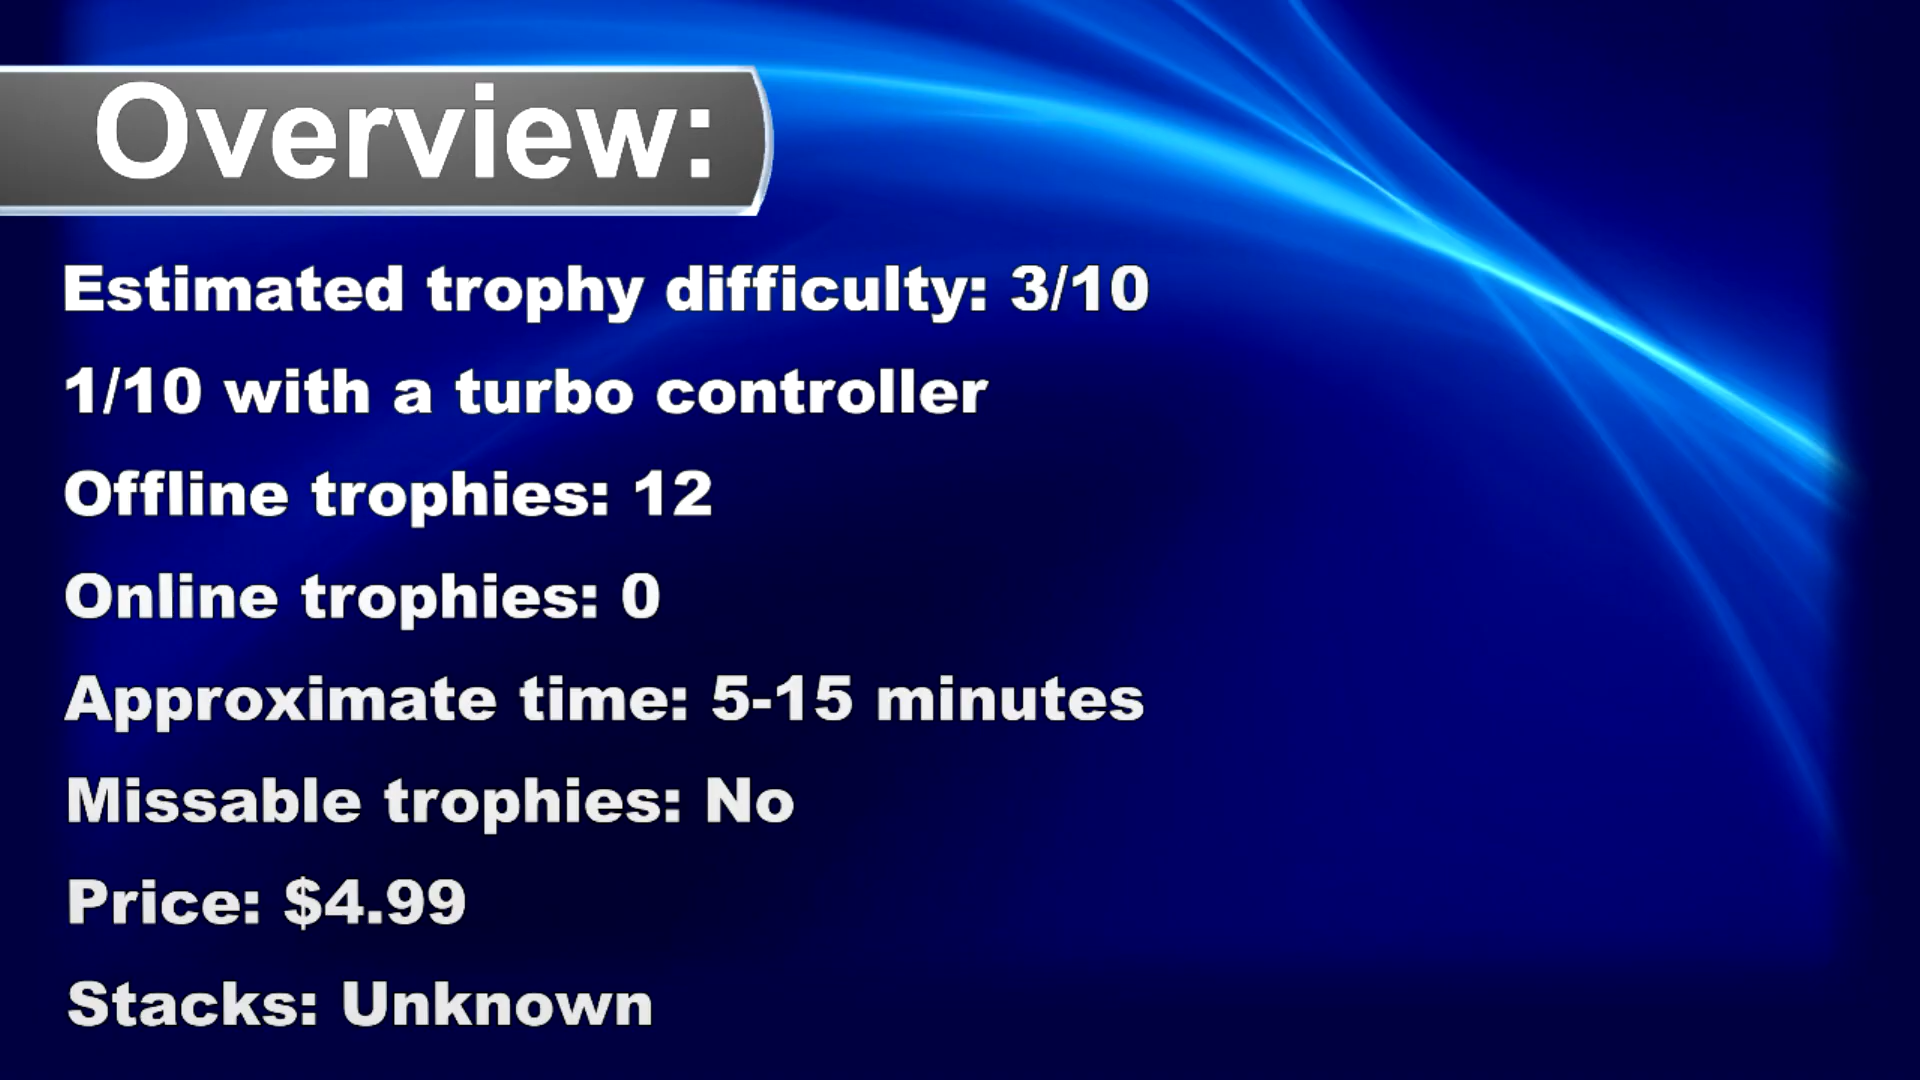 Overview:
Estimated trophy difficulty: 3/10
1/10 with a turbo controller
Offline trophies: 12
Online trophies: 0
Approximate time: 5-15 minutes
Missable trophies: No
Price: $4.99
Stacks: Unknown